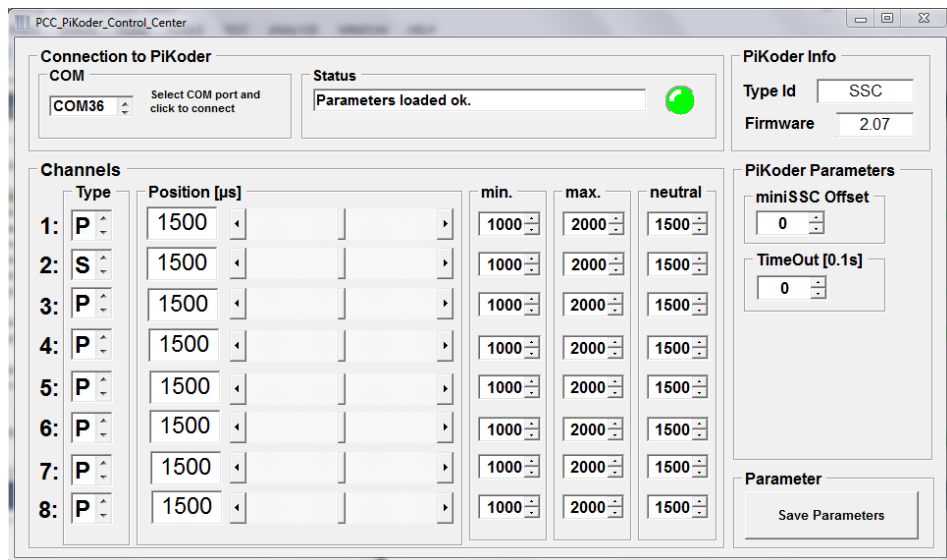 PCC_PiKoder_Control_Center
Connection to PiKoder
COM
COM36
Select COM port and
click to connect
Status
Parameters loaded ok.
PiKoder Info
Type Id SSC
Firmware 2.07
Channels
Type Position [µs] min. max. neutral
1: P 1500 1000 2000 1500
2: S 1500 1000 2000 1500
3: P 1500 1000 2000 1500
4: P 1500 1000 2000 1500
5: P 1500 1000 2000 1500
6: P 1500 1000 2000 1500
7: P 1500 1000 2000 1500
8: P 1500 1000 2000 1500
PiKoder Parameters
miniSSC Offset
0
TimeOut [0.1s]
0
Parameter
Save Parameters